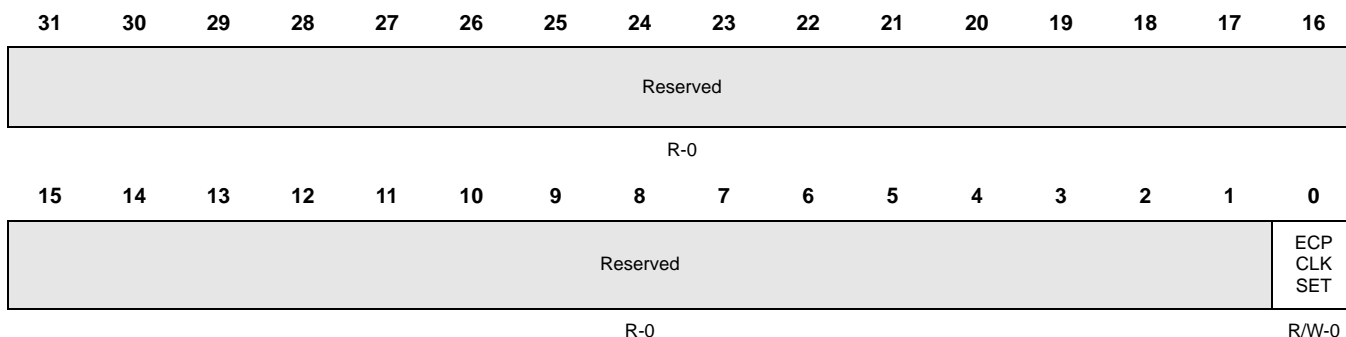 31 30 29 28 27 26 25 24 23 22 21 20 19 18 17 16
Reserved
R-0
15 14 13 12 11 10 9 8 7 6 5 4 3 2 1 0
Reserved
ECP
CLK
SET
R-0 R/W-0